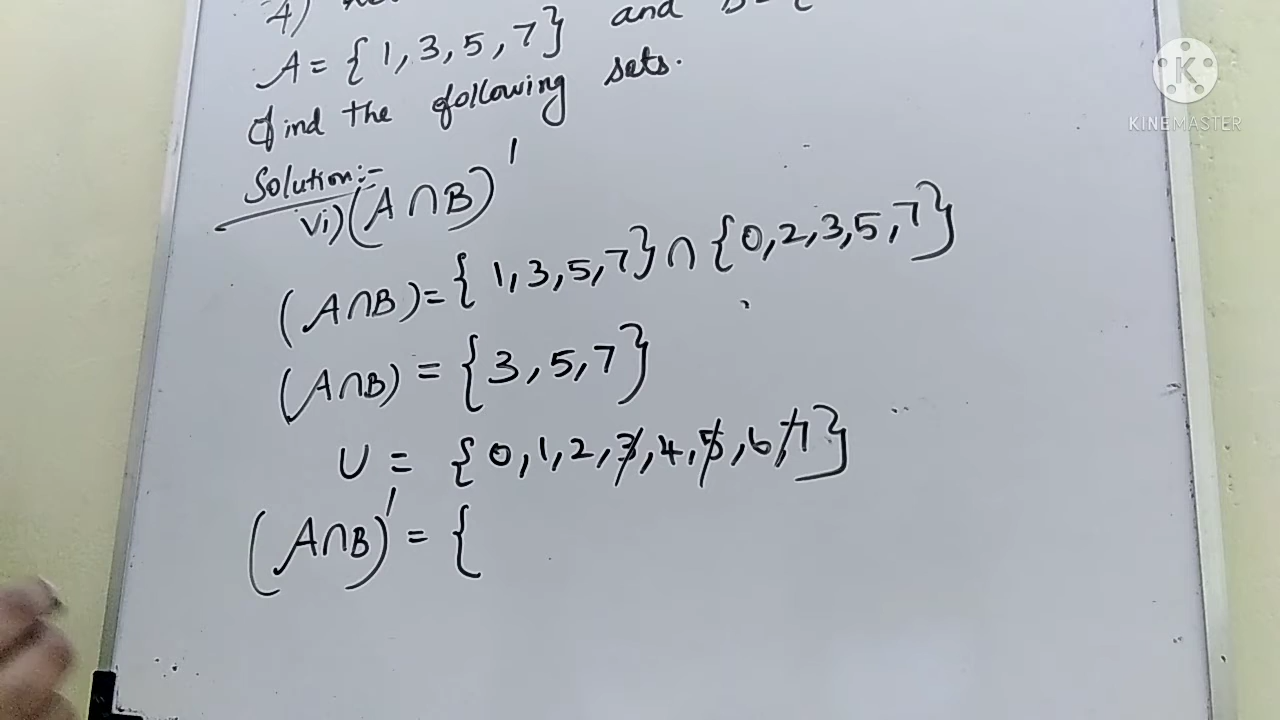 4)
A = { 1, 3, 5, 7} and B = {
find the following sets.
Solution:-
vi) (A ∩ B)'
(A ∩ B) = { 1, 3, 5, 7} ∩ {0, 2, 3, 5, 7}
(A ∩ B) = {3, 5, 7}
U = {0, 1, 2, 3, 4, 5, 6, 7}
(A ∩ B)' = {
K
KINEMASTER